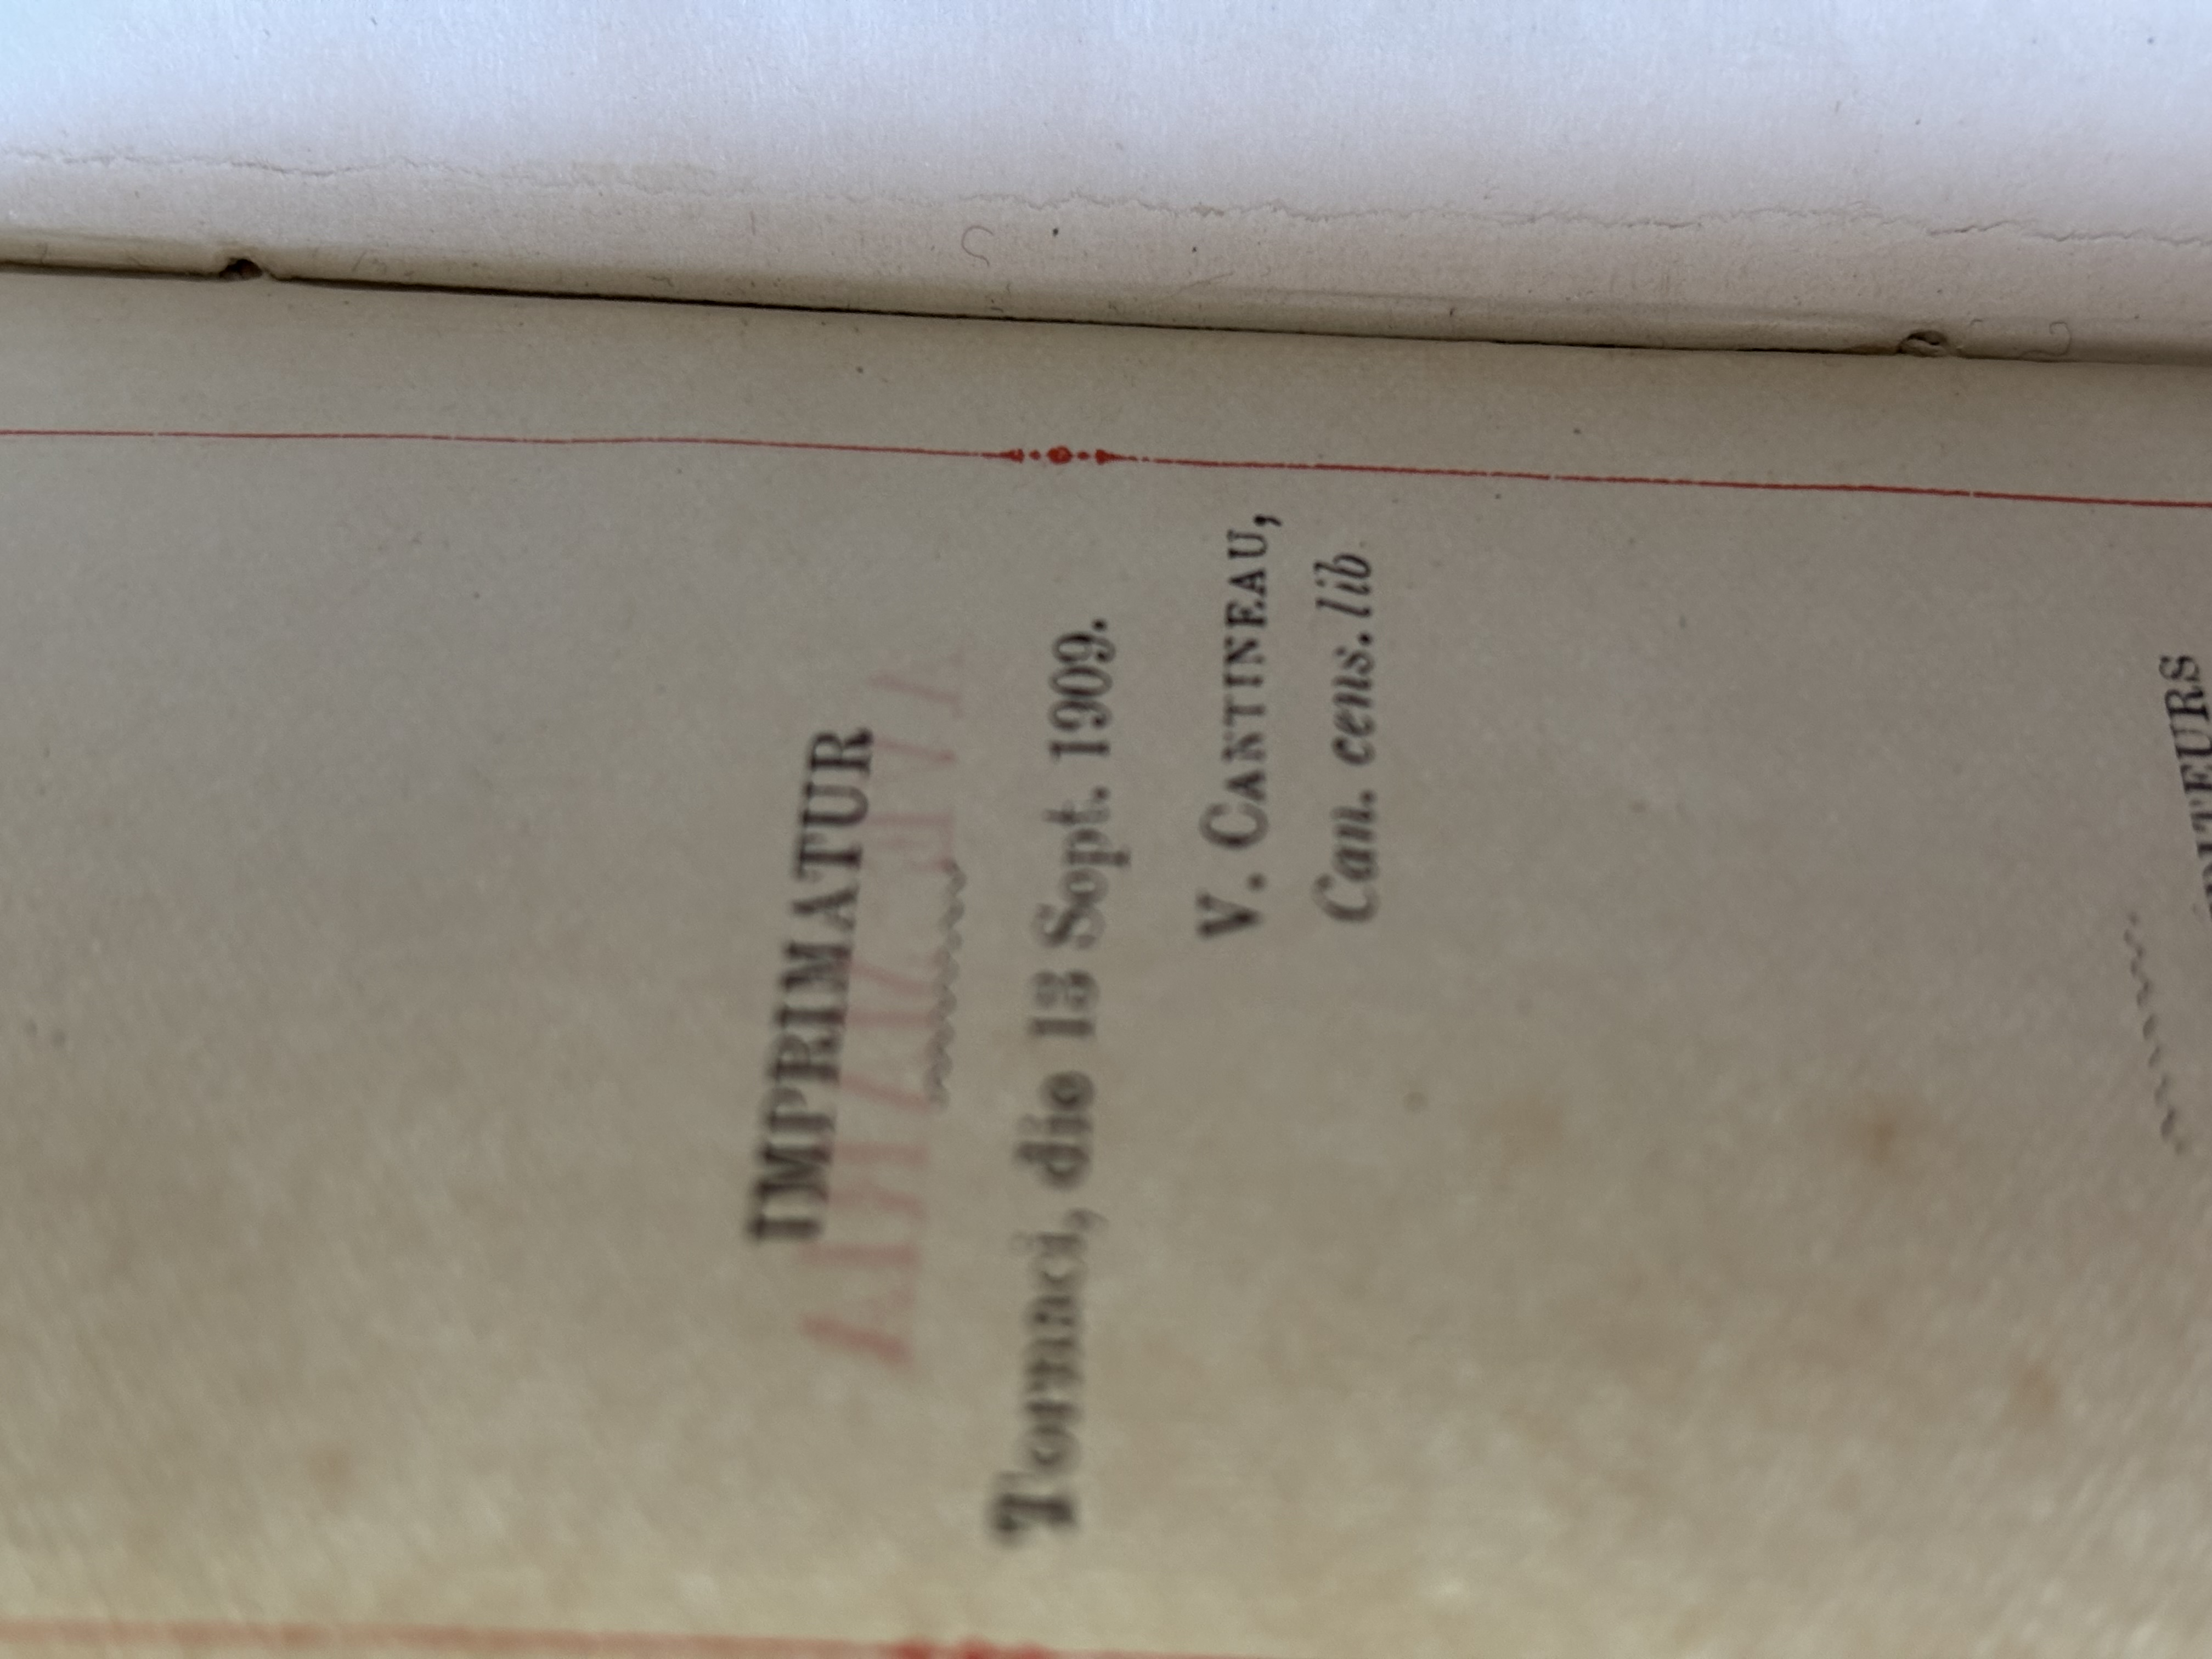 IMPRIMATUR
Tornaci, die 13 Sept. 1909.
V. CANTINEAU,
Can. cens. lib